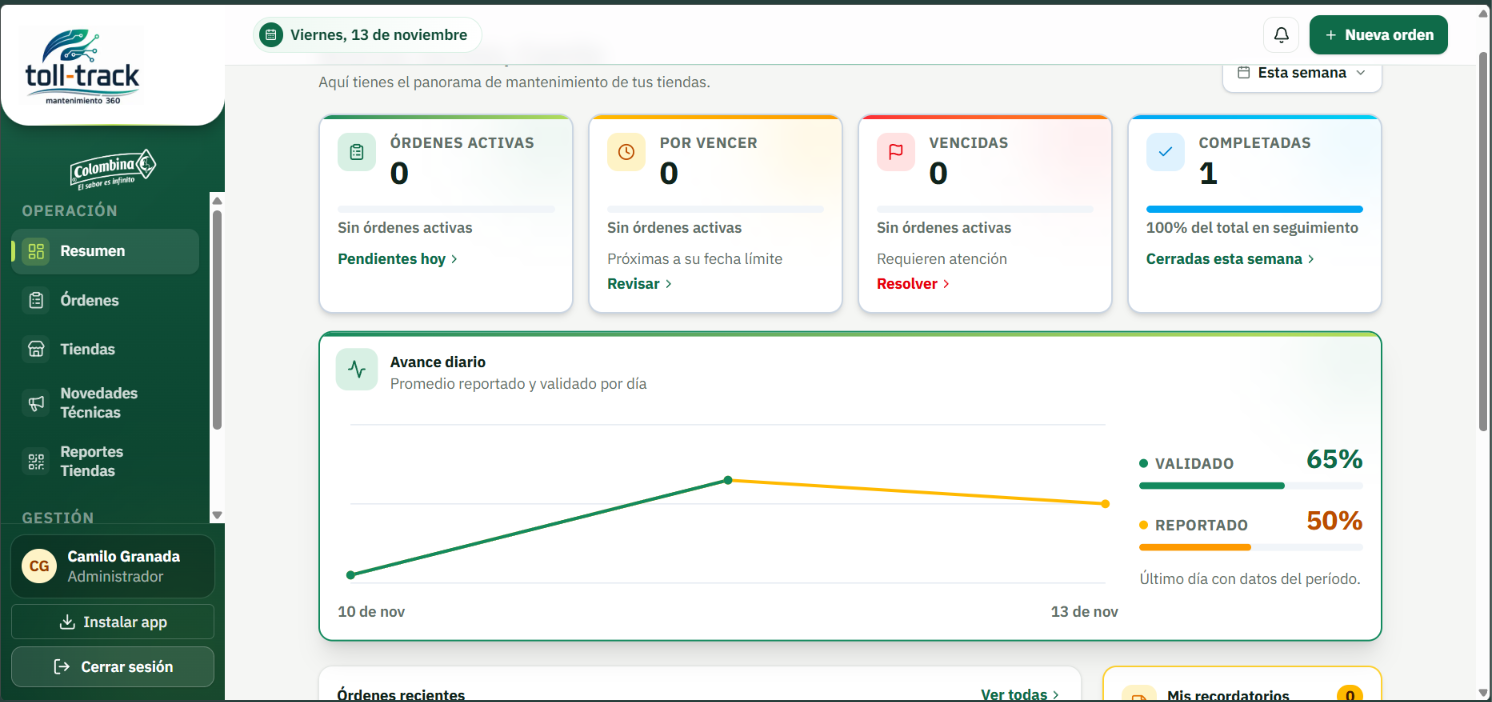 toll-track
mantenimiento 360
Colombina
El sabor es infinito
OPERACIÓN
Resumen
Órdenes
Tiendas
Novedades
Técnicas
Reportes
Tiendas
GESTIÓN
CG
Camilo Granada
Administrador
Instalar app
Cerrar sesión
Viernes, 13 de noviembre
+ Nueva orden
Aquí tienes el panorama de mantenimiento de tus tiendas.
Esta semana
ÓRDENES ACTIVAS
0
Sin órdenes activas
Pendientes hoy
POR VENCER
0
Sin órdenes activas
Próximas a su fecha límite
Revisar
VENCIDAS
0
Sin órdenes activas
Requieren atención
Resolver
COMPLETADAS
1
100% del total en seguimiento
Cerradas esta semana
Avance diario
Promedio reportado y validado por día
10 de nov
13 de nov
VALIDADO
65%
REPORTADO
50%
Último día con datos del período.
Órdenes recientes
Ver todas
Mis recordatorios
0